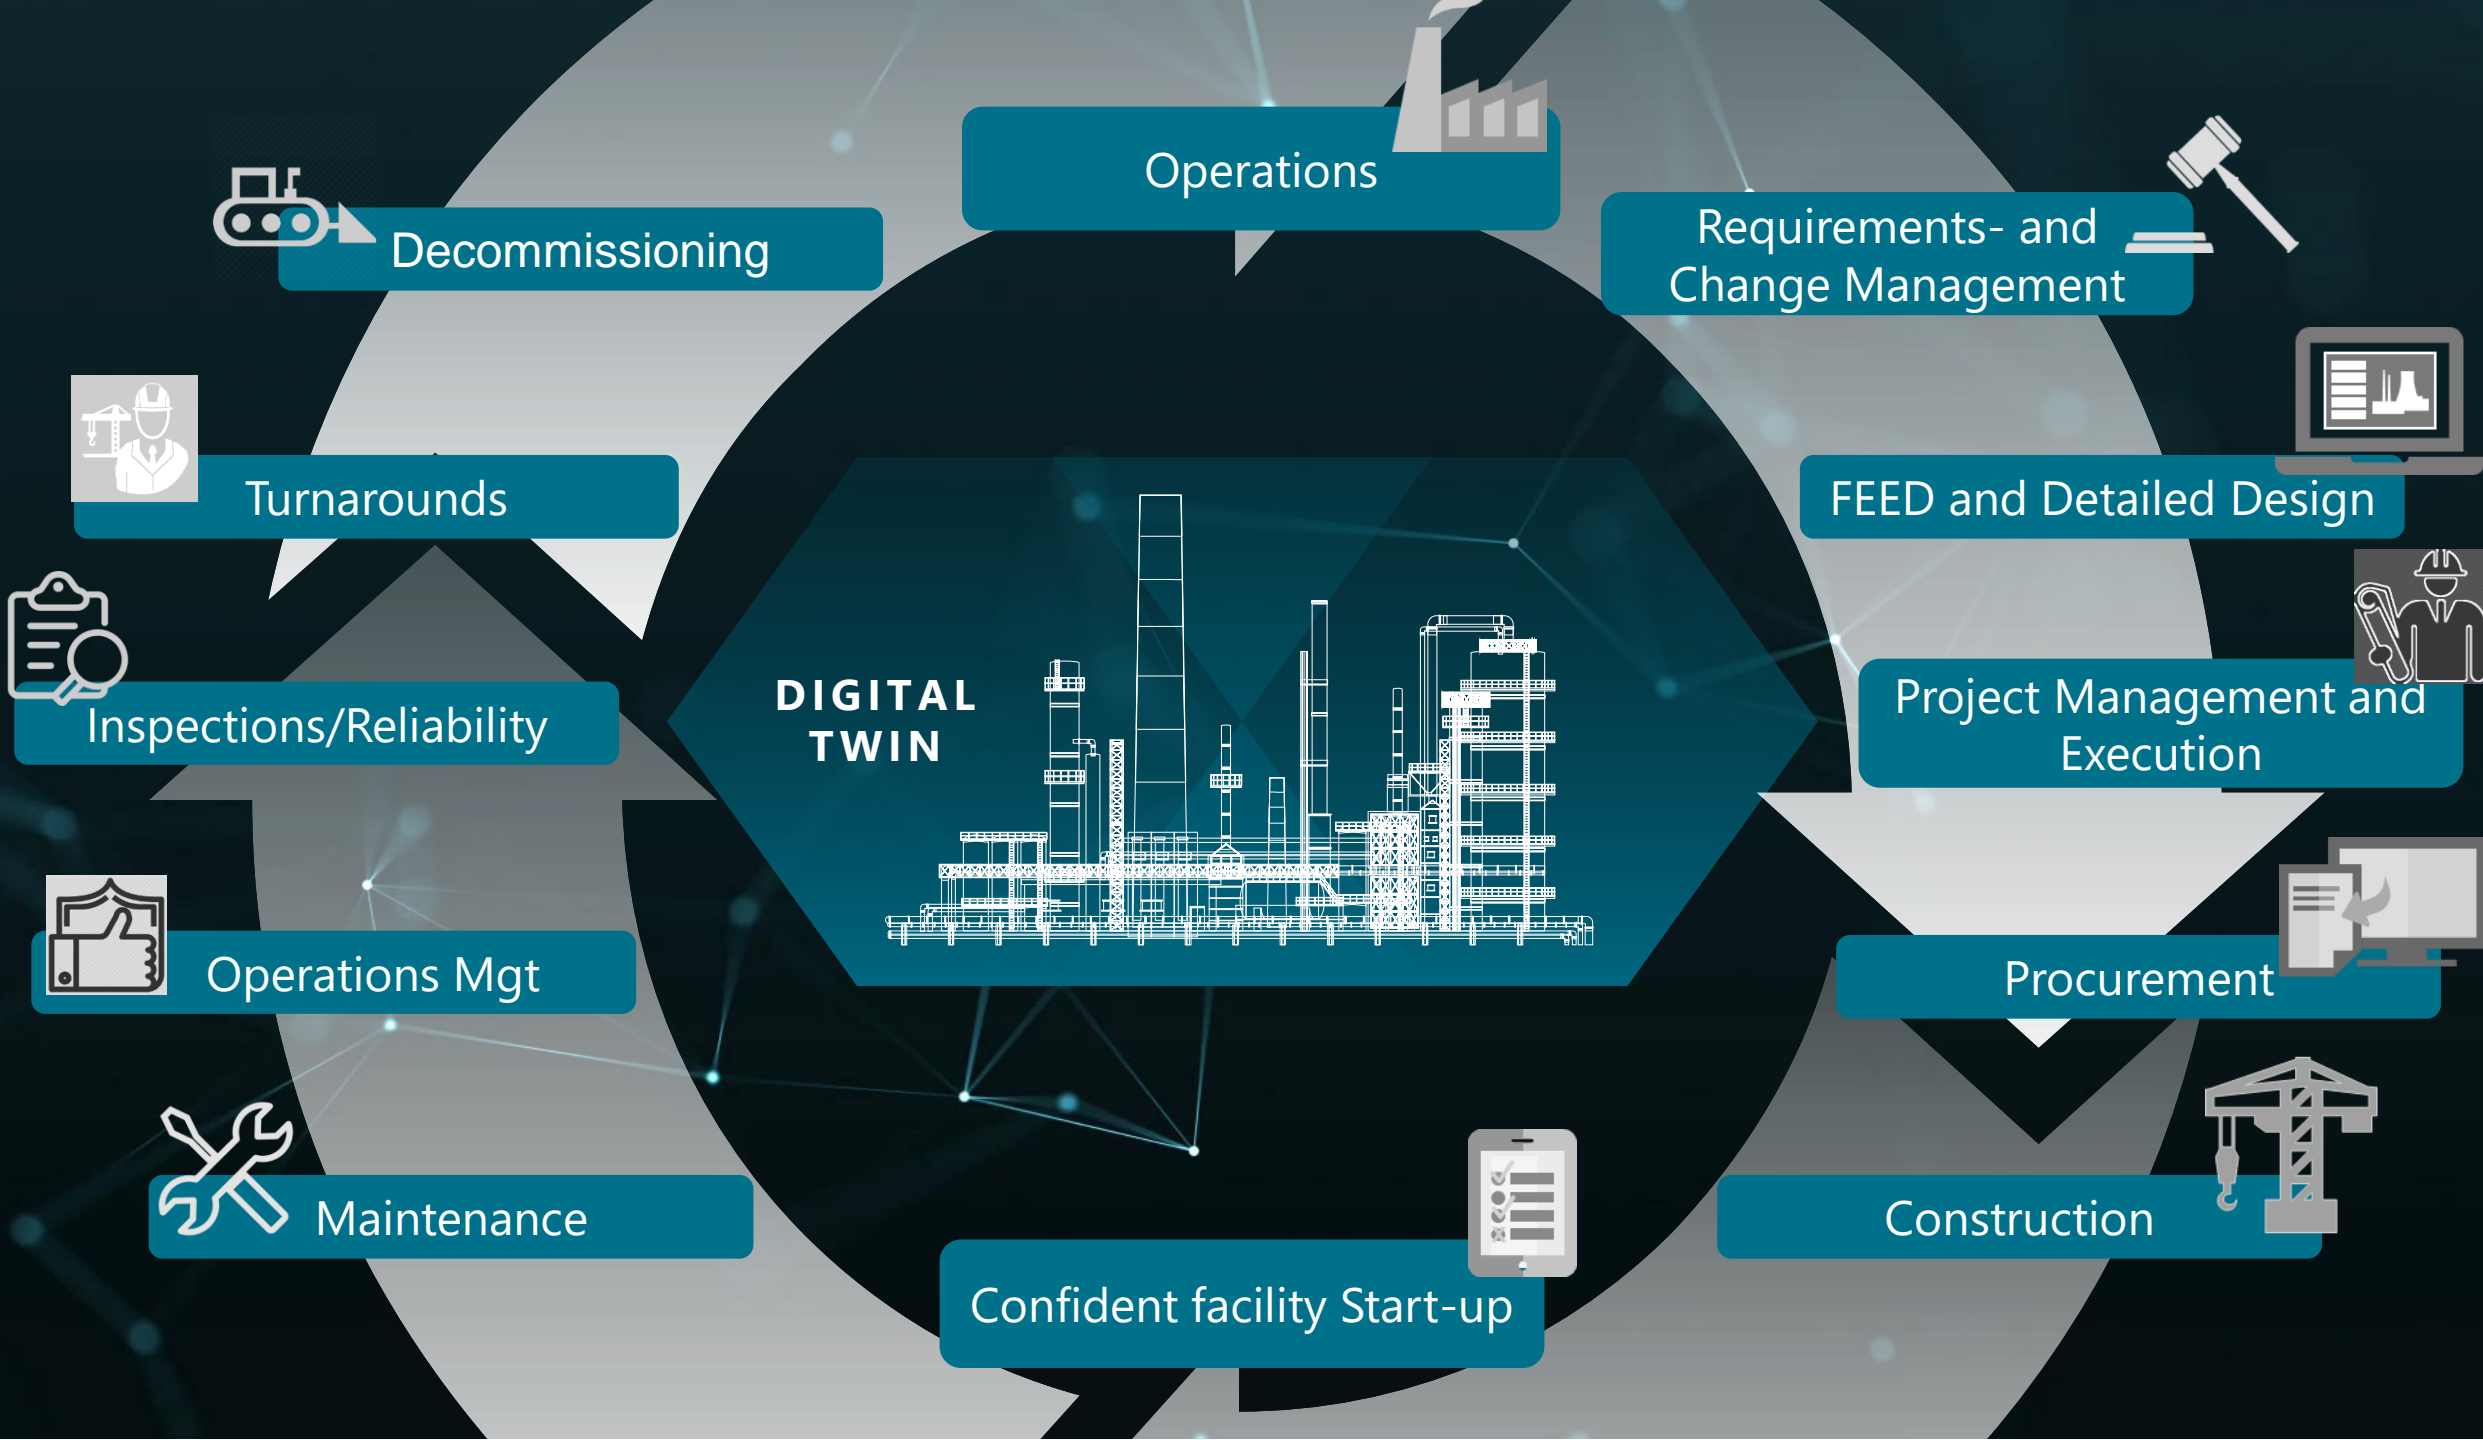 Operations
Requirements- and
Change Management
Decommissioning
FEED and Detailed Design
Turnarounds
Project Management and
Execution
Inspections/Reliability
DIGITAL
TWIN
Procurement
Operations Mgt
Construction
Maintenance
Confident facility Start-up